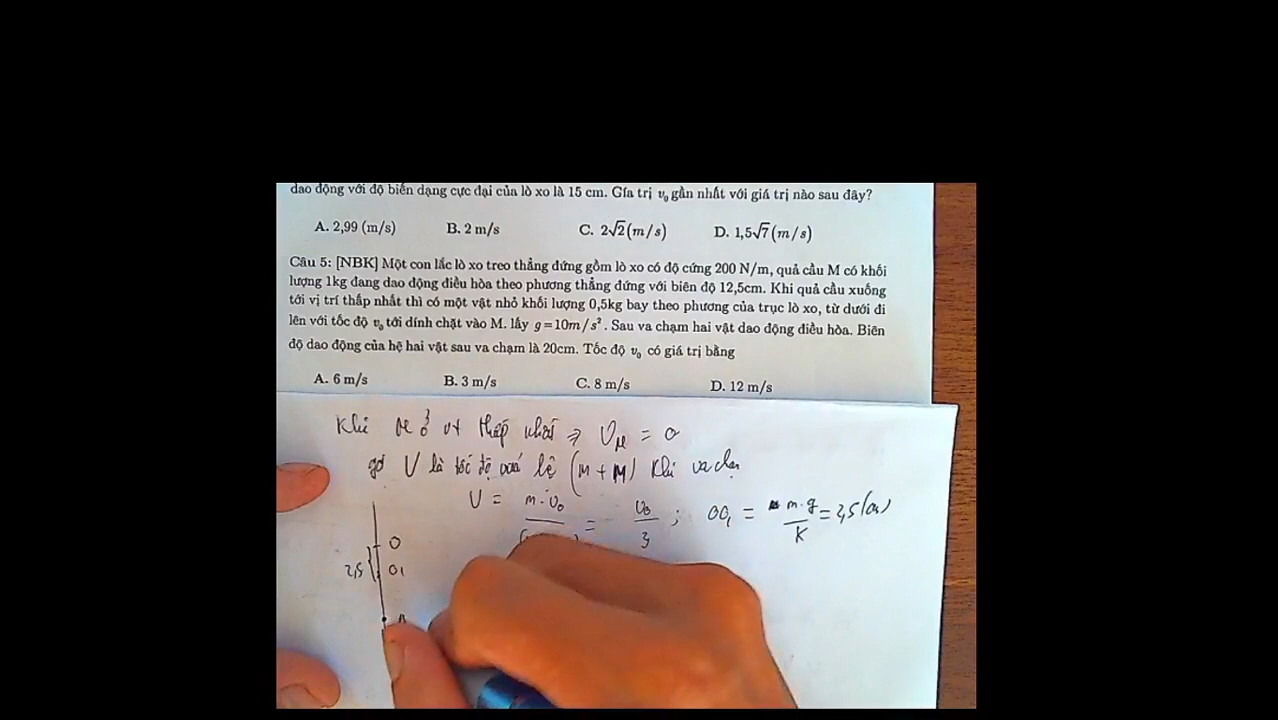 dao động với độ biến dạng cực đại của lò xo là 15 cm. Gía trị v₀ gần nhất với giá trị nào sau đây?
A. 2,99 (m/s) B. 2 m/s C. 2√2(m/s) D. 1,5√7(m/s)
Câu 5: [NBK] Một con lắc lò xo treo thẳng đứng gồm lò xo có độ cứng 200 N/m, quả cầu M có khối
lượng 1kg đang dao động điều hòa theo phương thẳng đứng với biên độ 12,5cm. Khi quả cầu xuống
tới vị trí thấp nhất thì có một vật nhỏ khối lượng 0,5kg bay theo phương của trục lò xo, từ dưới đi
lên với tốc độ v₀ tới dính chặt vào M. lấy g=10m/s². Sau va chạm hai vật dao động điều hòa. Biên
độ dao động của hệ hai vật sau va chạm là 20cm. Tốc độ v₀ có giá trị bằng
A. 6 m/s B. 3 m/s C. 8 m/s D. 12 m/s
Khi vt thấp nhất ⇒ V_M = 0
gọi V là tốc độ hệ (m + M) khi va chạm
V = m.v₀ = v₀/3 ; OO₁ = m.g/K = 2,5(cm)
O
2,5 O₁